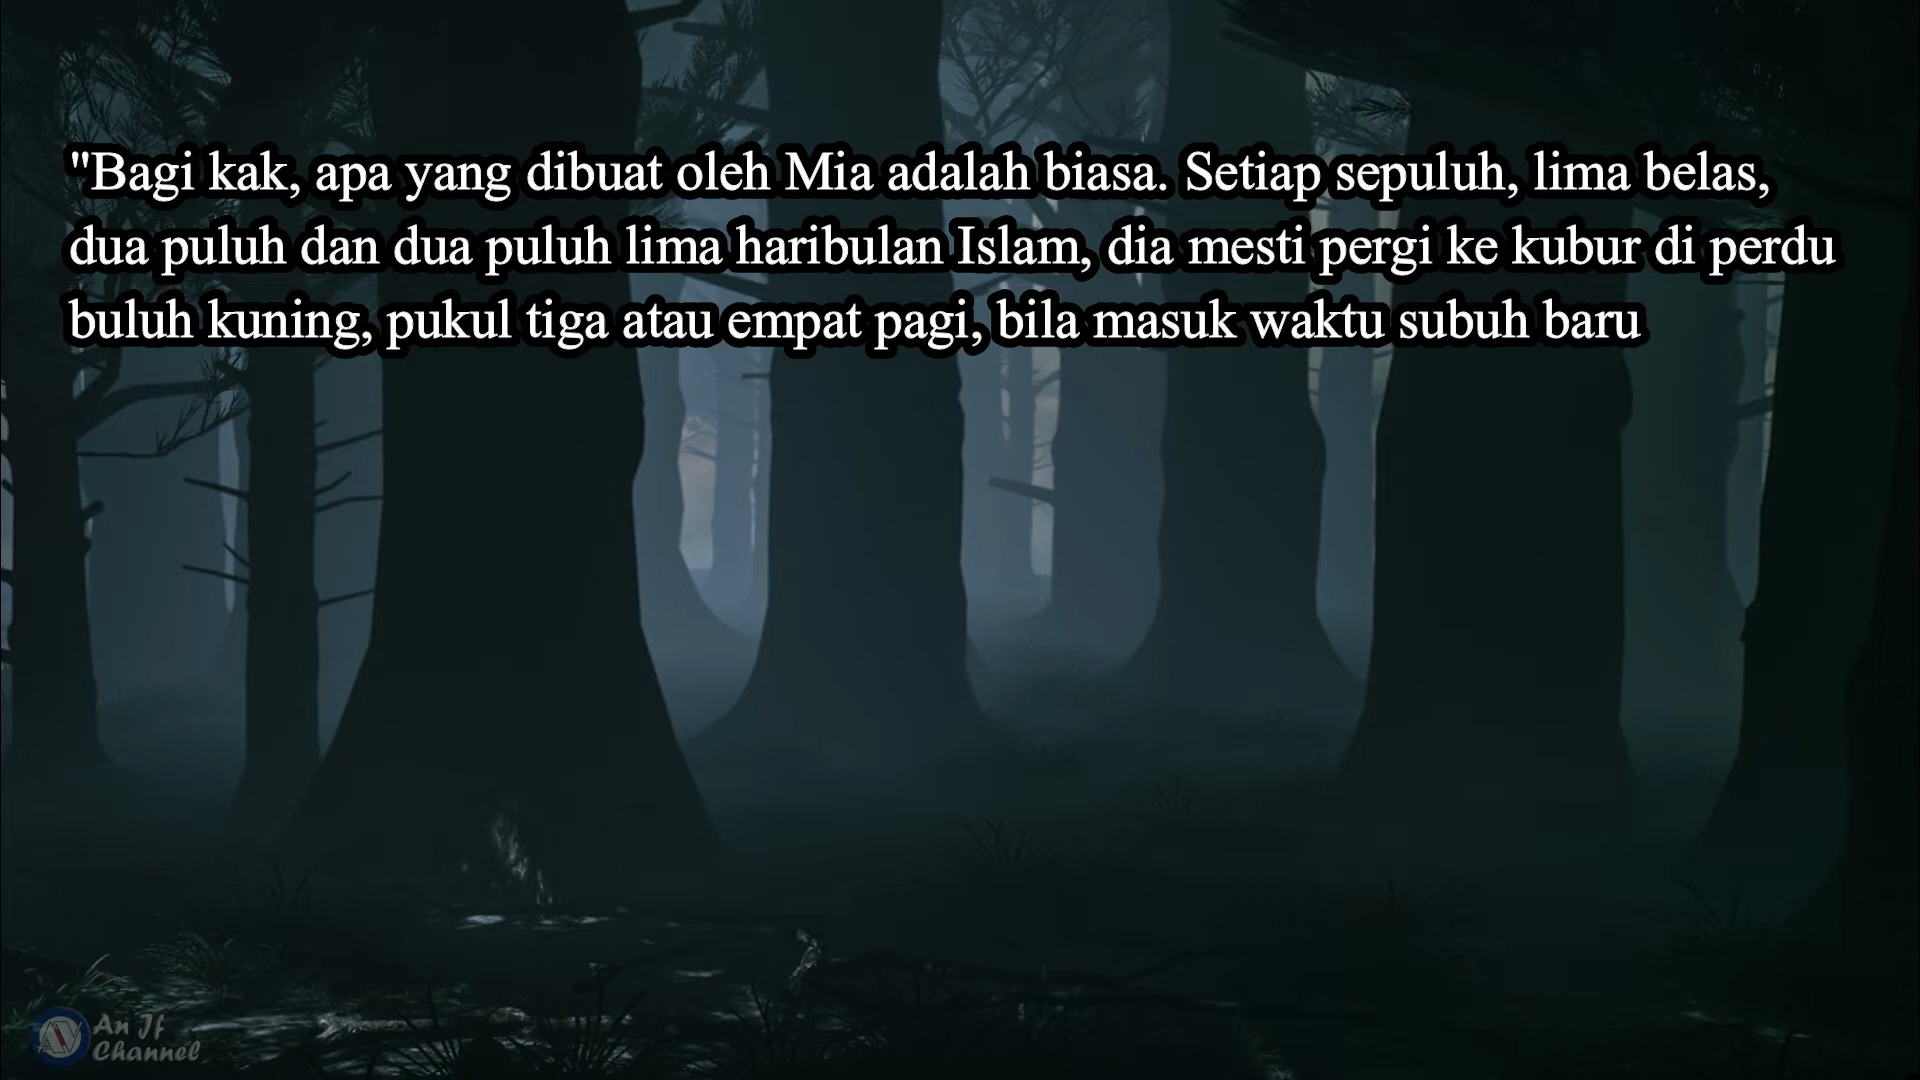 "Bagi kak, apa yang dibuat oleh Mia adalah biasa. Setiap sepuluh, lima belas,
dua puluh dan dua puluh lima haribulan Islam, dia mesti pergi ke kubur di perdu
buluh kuning, pukul tiga atau empat pagi, bila masuk waktu subuh baru
An If
Channel